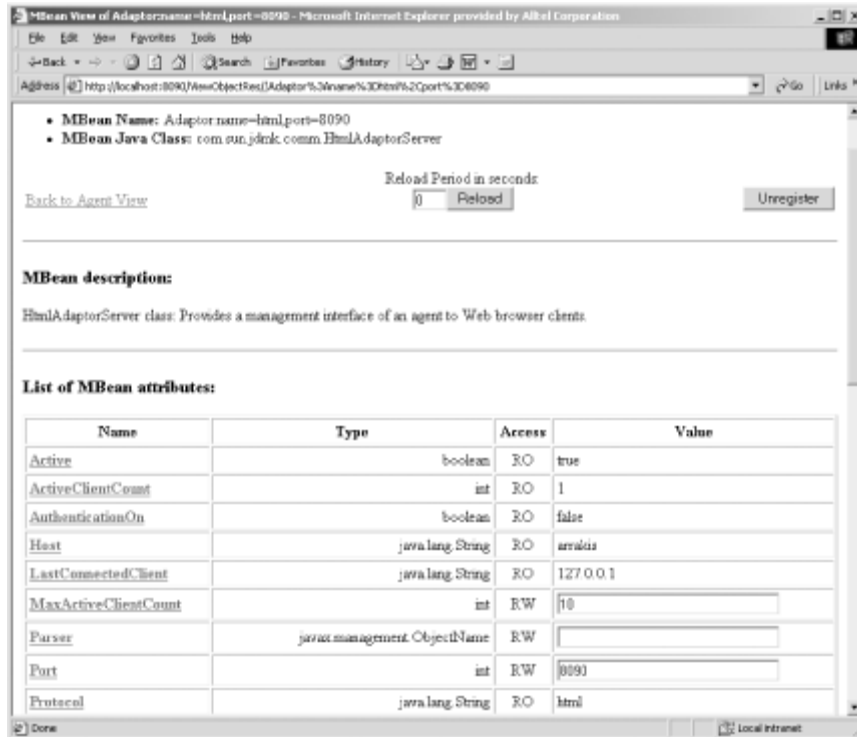 MBean View of Adaptor:name=html,port=8090 - Microsoft Internet Explorer provided by Alltel Corporation
File Edit View Favorites Tools Help
Back Search Favorites History
Address http://localhost:8090/ViewObjectRes//Adaptor%3Aname%3Dhtml%2Cport%3D8090 Go Links
• MBean Name: Adaptor:name=html,port=8090
• MBean Java Class: com.sun.jdmk.comm.HtmlAdaptorServer
Reload Period in seconds:
Back to Agent View 0 Reload Unregister
MBean description:
HtmlAdaptorServer class: Provides a management interface of an agent to Web browser clients.
List of MBean attributes:
Name Type Access Value
Active boolean RO true
ActiveClientCount int RO 1
AuthenticationOn boolean RO false
Host java.lang.String RO arrakis
LastConnectedClient java.lang.String RO 127.0.0.1
MaxActiveClientCount int RW 10
Parser javax.management.ObjectName RW
Port int RW 8090
Protocol java.lang.String RO html
Done Local intranet